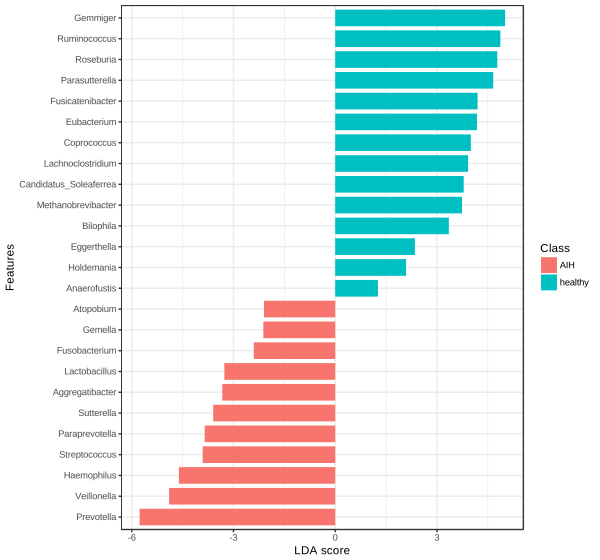 Gemmiger
Ruminococcus
Roseburia
Parasutterella
Fusicatenibacter
Eubacterium
Coprococcus
Lachnoclostridium
Candidatus_Soleaferrea
Methanobrevibacter
Bilophila
Eggerthella
Holdemania
Anaerofustis
Atopobium
Gemella
Fusobacterium
Lactobacillus
Aggregatibacter
Sutterella
Paraprevotella
Streptococcus
Haemophilus
Veillonella
Prevotella
Features
-6 -3 0 3
LDA score
Class
AIH
healthy